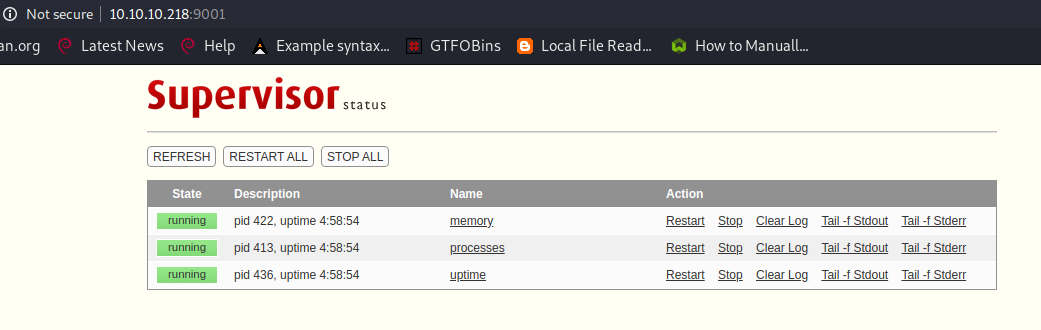 Not secure 10.10.10.218:9001
an.org Latest News Help Example syntax... GTFOBins Local File Read... How to Manuall...
Supervisor status
REFRESH RESTART ALL STOP ALL
State Description Name Action
running pid 422, uptime 4:58:54 memory Restart Stop Clear Log Tail -f Stdout Tail -f Stderr
running pid 413, uptime 4:58:54 processes Restart Stop Clear Log Tail -f Stdout Tail -f Stderr
running pid 436, uptime 4:58:54 uptime Restart Stop Clear Log Tail -f Stdout Tail -f Stderr